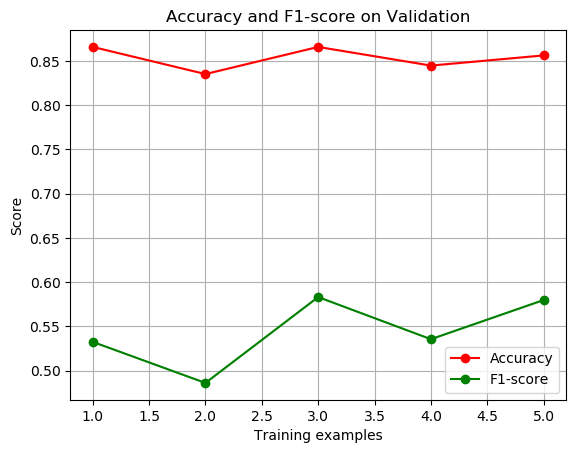 Accuracy and F1-score on Validation
0.85
0.80
0.75
0.70
0.65
0.60
0.55
0.50
Score
Accuracy
F1-score
1.0 1.5 2.0 2.5 3.0 3.5 4.0 4.5 5.0
Training examples